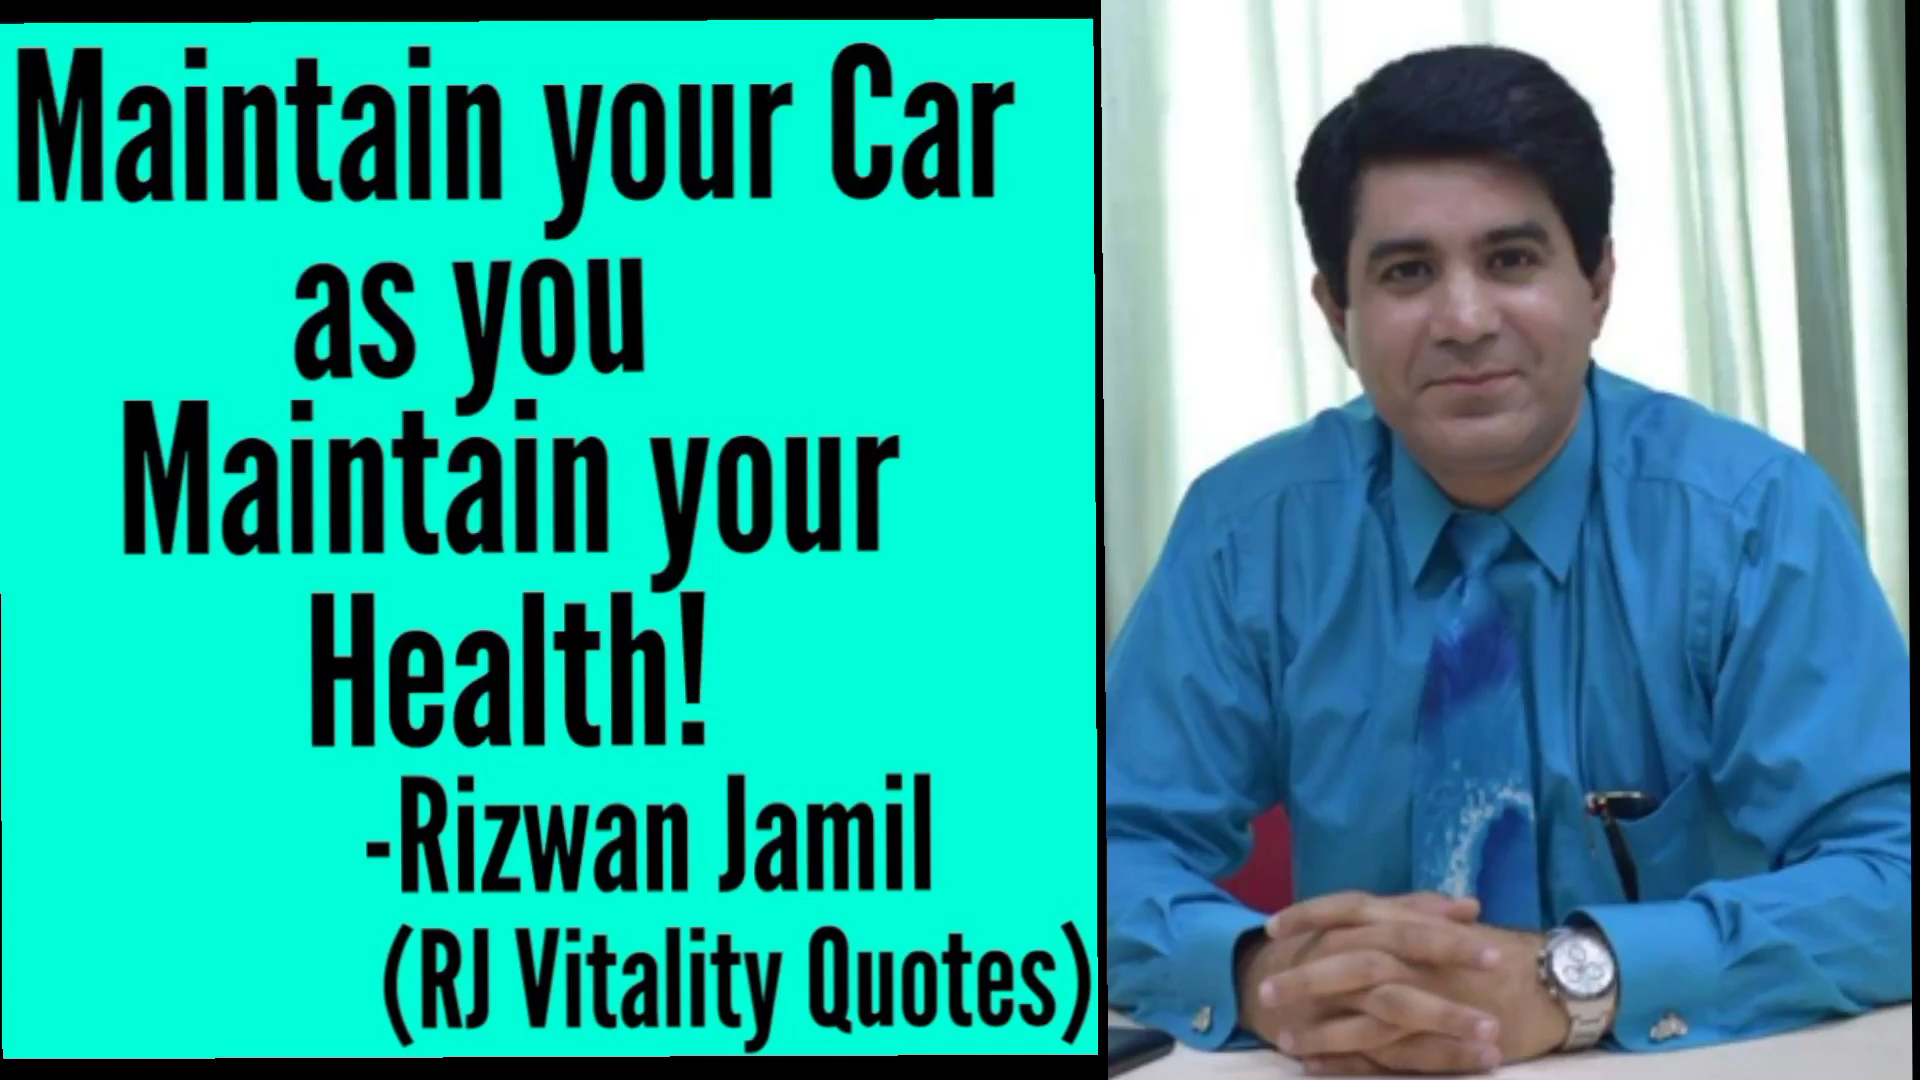 Maintain your Car
as you
Maintain your
Health!
-Rizwan Jamil
(RJ Vitality Quotes)